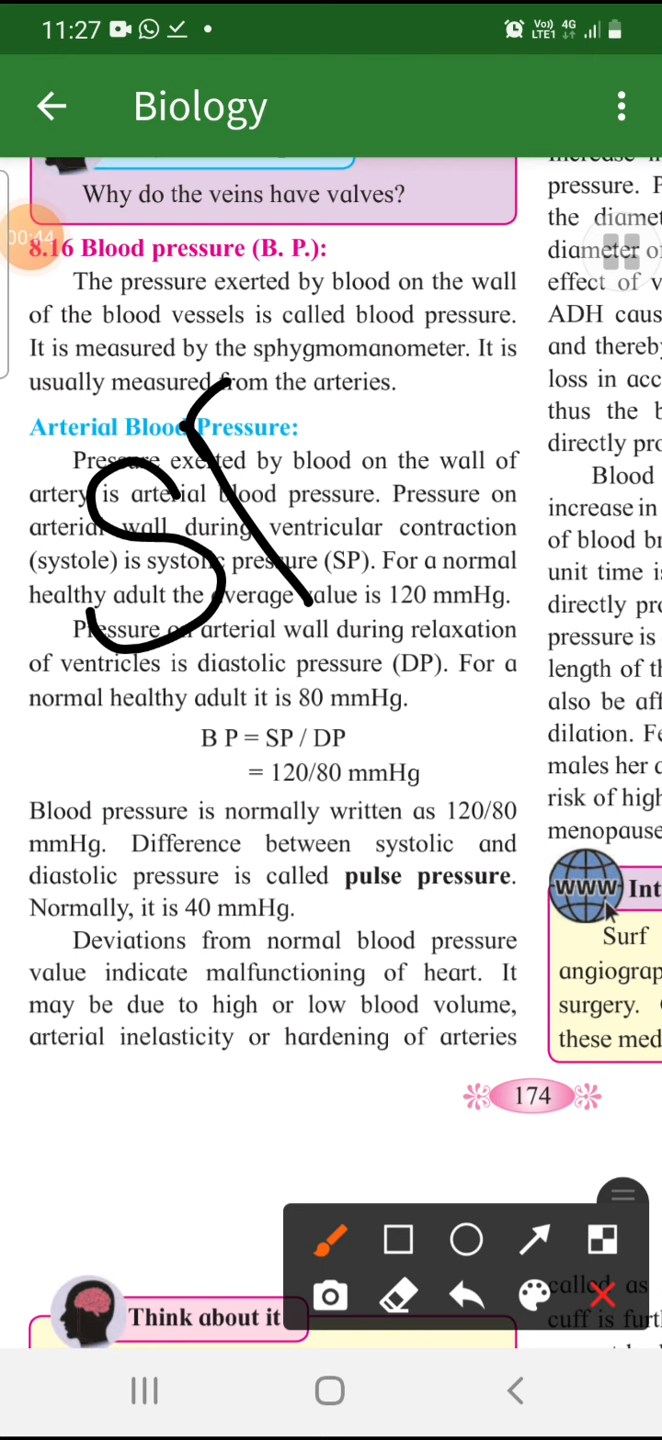 11:27
Vo)) 4G
LTE1
Biology
Why do the veins have valves?
00:44
8.16 Blood pressure (B. P.):
The pressure exerted by blood on the wall
of the blood vessels is called blood pressure.
It is measured by the sphygmomanometer. It is
usually measured from the arteries.
Arterial Blood Pressure:
Pressure exerted by blood on the wall of
artery is arterial blood pressure. Pressure on
arterial wall during ventricular contraction
(systole) is systolic pressure (SP). For a normal
healthy adult the average value is 120 mmHg.
Pressure on arterial wall during relaxation
of ventricles is diastolic pressure (DP). For a
normal healthy adult it is 80 mmHg.
B P = SP / DP
= 120/80 mmHg
Blood pressure is normally written as 120/80
mmHg. Difference between systolic and
diastolic pressure is called pulse pressure.
Normally, it is 40 mmHg.
Deviations from normal blood pressure
value indicate malfunctioning of heart. It
may be due to high or low blood volume,
arterial inelasticity or hardening of arteries
pressure.
the
diameter
effect of
ADH
and
loss in
thus the
directly
Blood
increase in
of blood
unit time
directly
pressure is
length of
also be
dilation.
males her
risk of
menopause
WWW
Surf
surgery.
these
174
Think about it
called as
cuff is